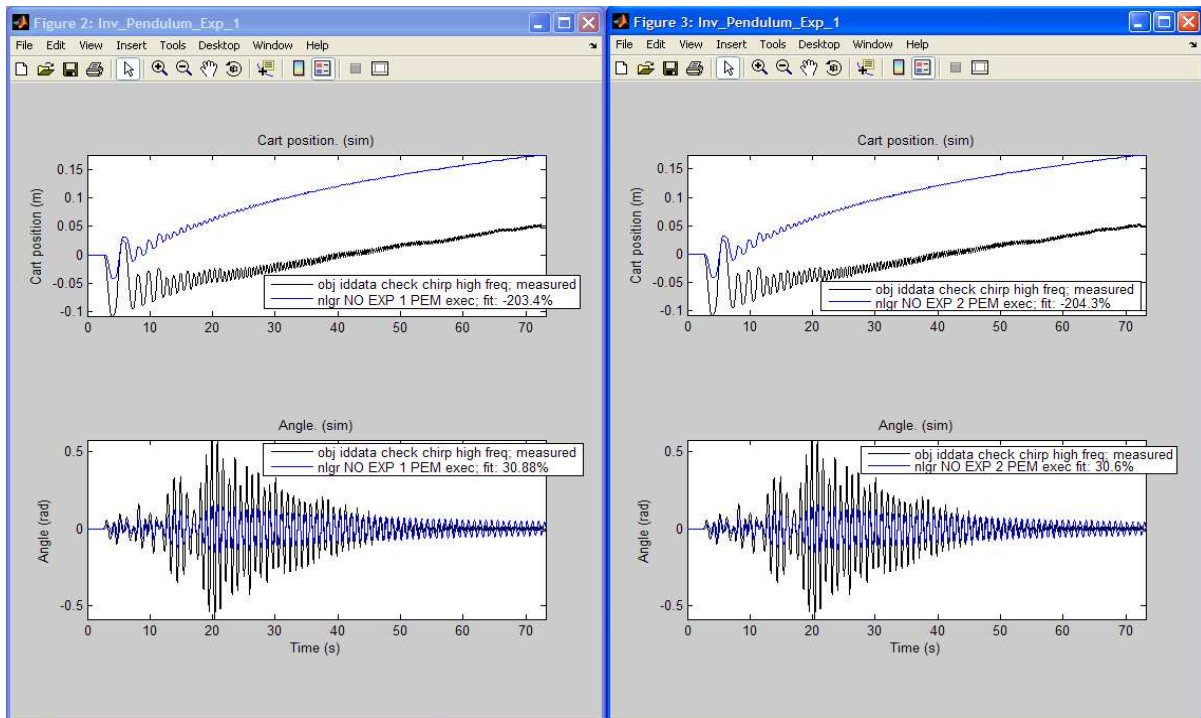 Figure 2: Inv_Pendulum_Exp_1
File Edit View Insert Tools Desktop Window Help
Cart position. (sim)
0.15
0.1
0.05
0
-0.05
-0.1
Cart position (m)
obj iddata check chirp high freq; measured
nlgr NO EXP 1 PEM exec; fit: -203.4%
0 10 20 30 40 50 60 70
Angle. (sim)
0.5
0
-0.5
Angle (rad)
obj iddata check chirp high freq; measured
nlgr NO EXP 1 PEM exec; fit: 30.88%
0 10 20 30 40 50 60 70
Time (s)
Figure 3: Inv_Pendulum_Exp_1
File Edit View Insert Tools Desktop Window Help
Cart position. (sim)
0.15
0.1
0.05
0
-0.05
-0.1
Cart position (m)
obj iddata check chirp high freq; measured
nlgr NO EXP 2 PEM exec; fit: -204.3%
0 10 20 30 40 50 60 70
Angle. (sim)
0.5
0
-0.5
Angle (rad)
obj iddata check chirp high freq; measured
nlgr NO EXP 2 PEM exec fit: 30.6%
0 10 20 30 40 50 60 70
Time (s)